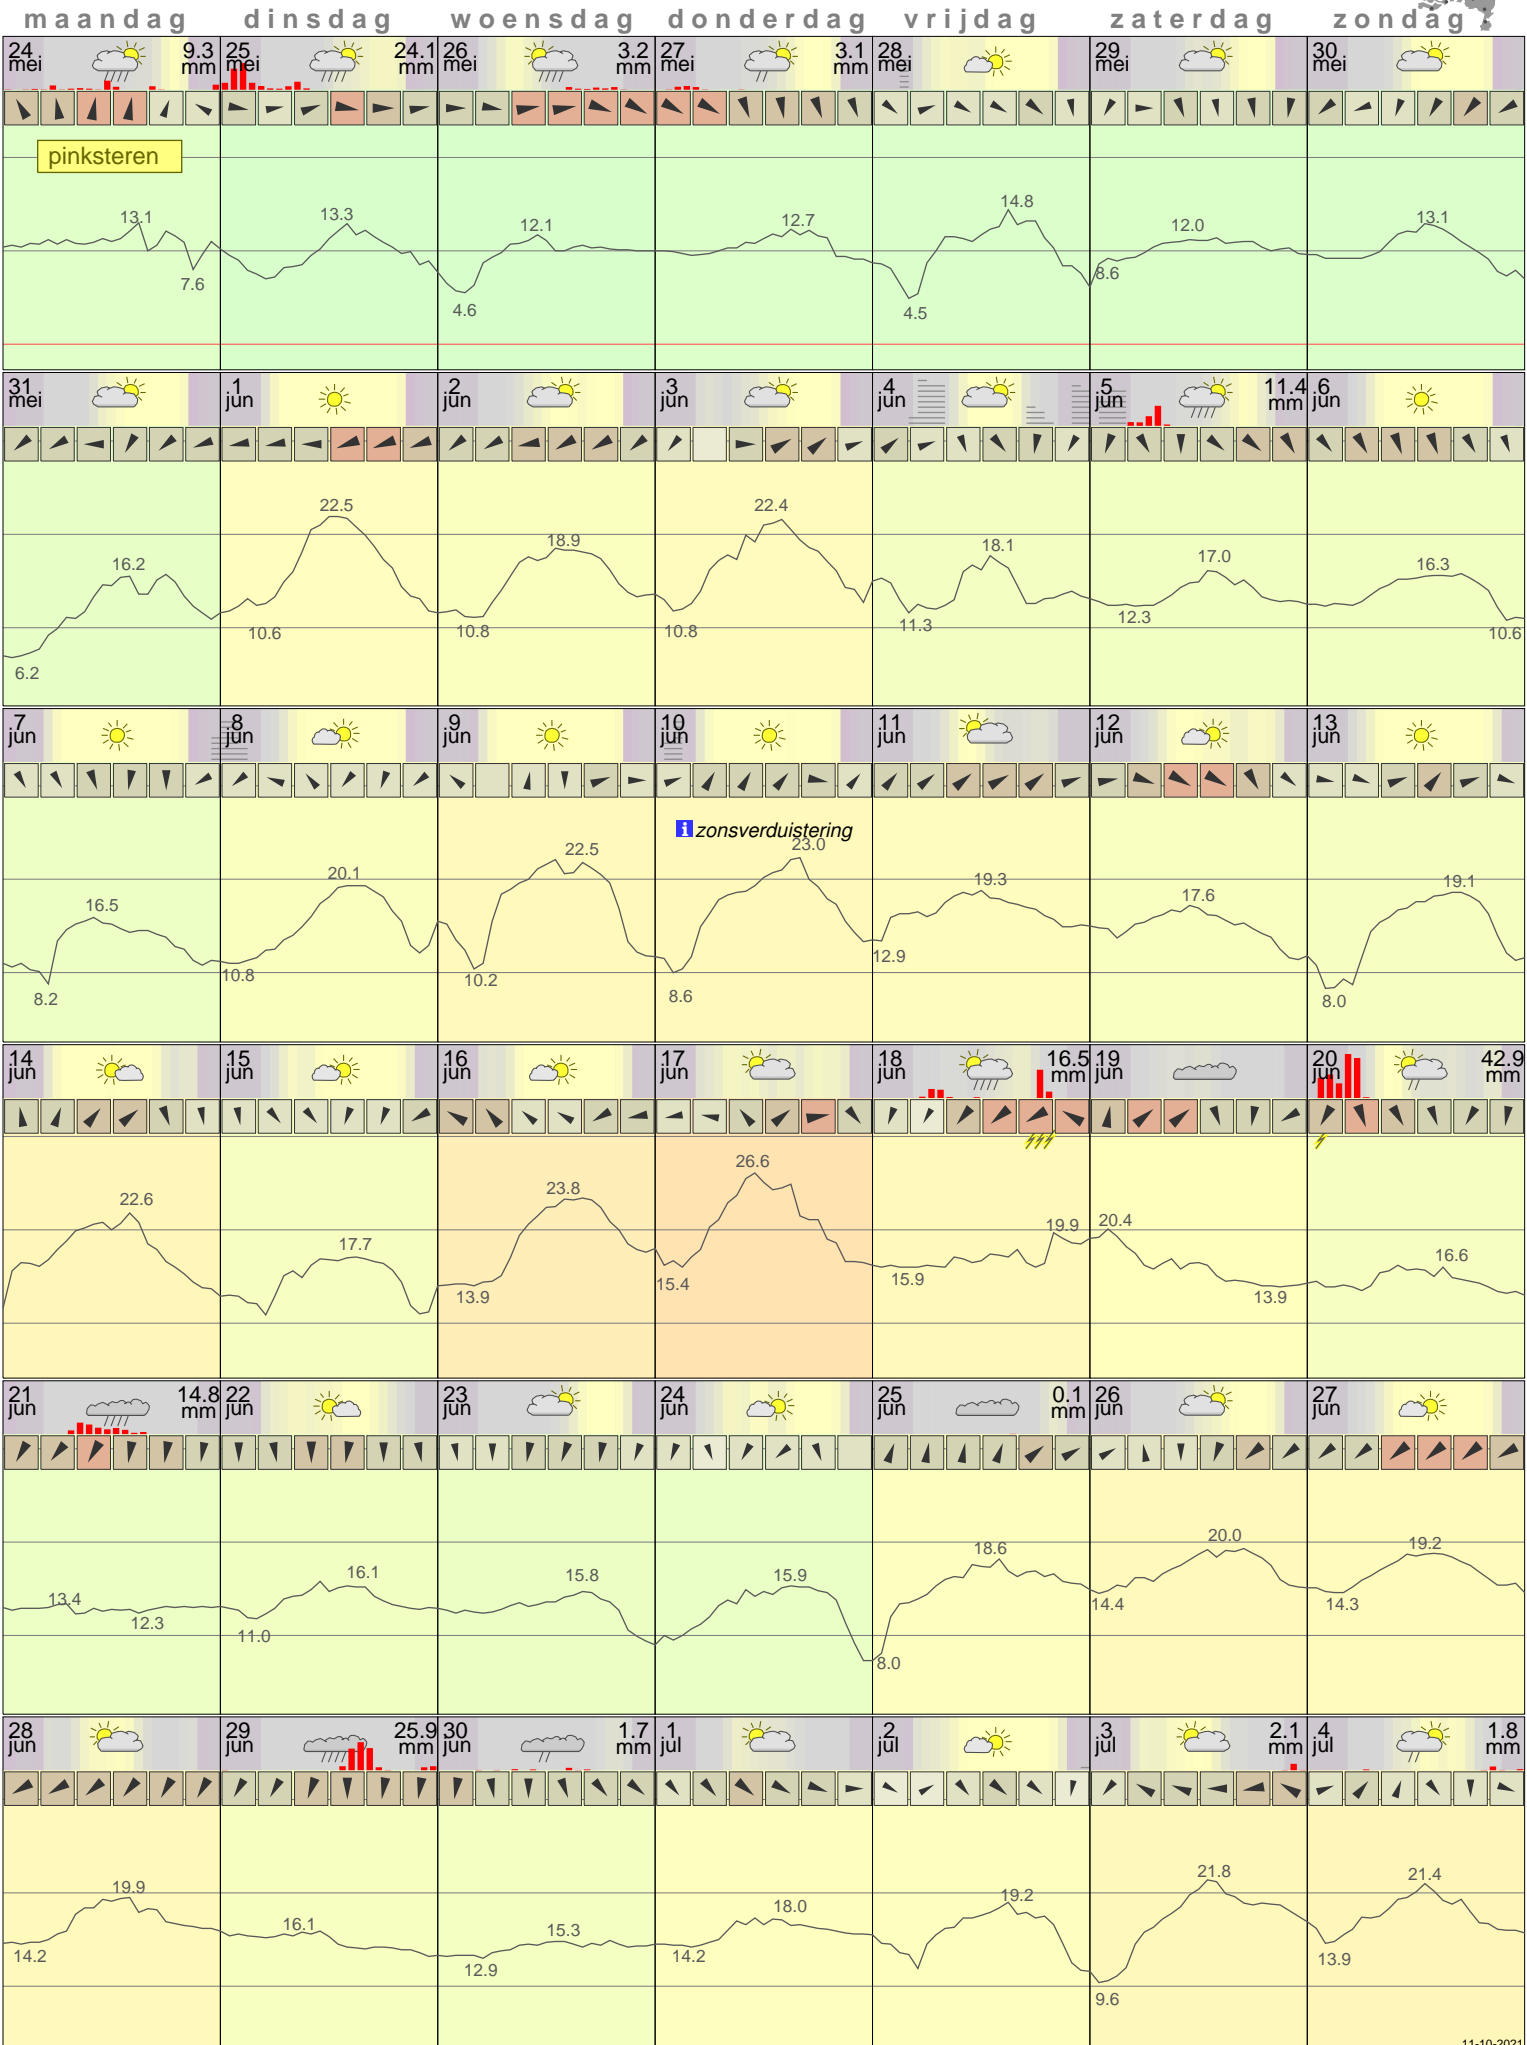 maandag dinsdag woensdag donderdag vrijdag zaterdag zondag
24 mei 9.3 mm 25 mei 24.1 26 mei 3.2 mm 27 mei 3.1 mm 28 mei 29 mei 30 mei
pinksteren
13.1 7.6 13.3 12.1 4.6 12.7 14.8 4.5 12.0 8.6 13.1
31 mei 1 jun 2 jun 3 jun 4 jun 5 jun 11.4 mm 6 jun
16.2 6.2 22.5 10.6 18.9 10.8 22.4 10.8 18.1 11.3 17.0 12.3 16.3 10.6
7 jun 8 jun 9 jun 10 jun 11 jun 12 jun 13 jun
i zonsverduistering
16.5 8.2 20.1 10.8 22.5 10.2 23.0 8.6 19.3 12.9 17.6 19.1 8.0
14 jun 15 jun 16 jun 17 jun 18 jun 16.5 mm 19 jun 20 jun 42.9 mm
22.6 17.7 23.8 13.9 26.6 15.4 19.9 15.9 20.4 13.9 16.6
21 jun 14.8 mm 22 jun 23 jun 24 jun 25 jun 0.1 mm 26 jun 27 jun
13.4 12.3 16.1 11.0 15.8 15.9 18.6 8.0 20.0 14.4 19.2 14.3
28 jun 29 jun 25.9 30 jun 1.7 mm 1 jul 2 jul 3 jul 2.1 mm 4 jul 1.8 mm
19.9 14.2 16.1 15.3 12.9 18.0 14.2 19.2 21.8 9.6 21.4 13.9
11-10-2021